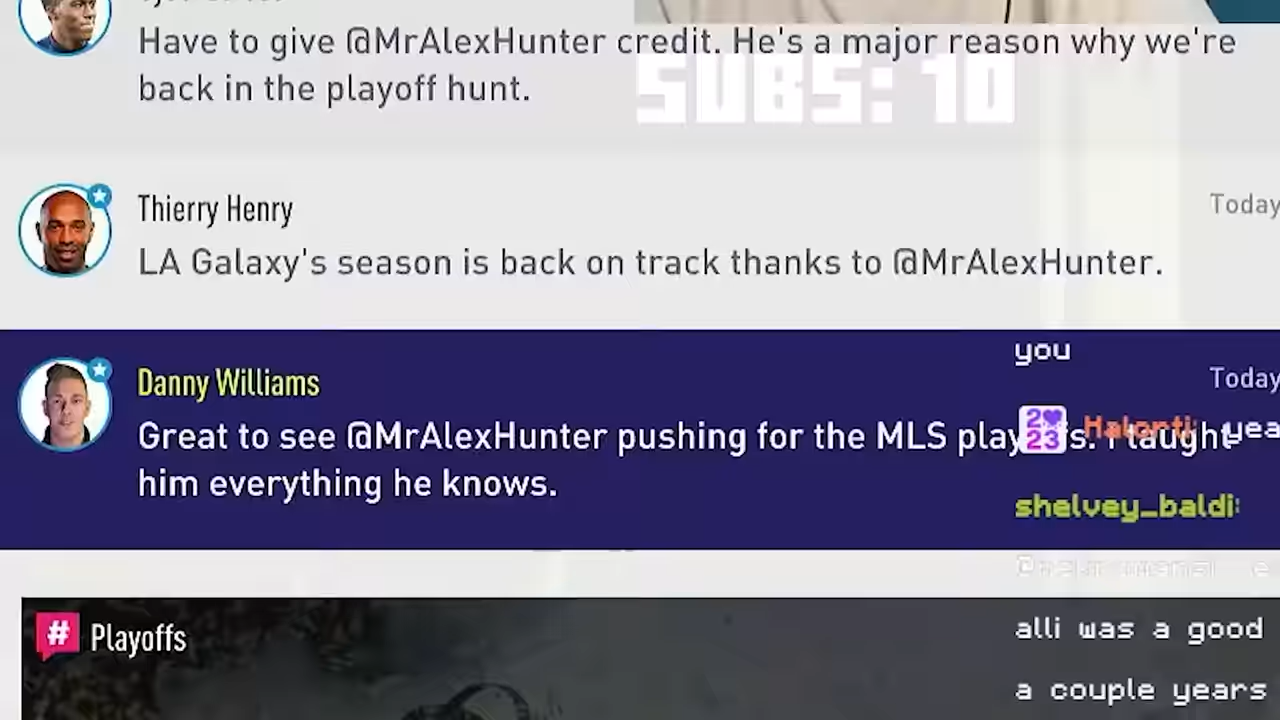 Have to give @MrAlexHunter credit. He's a major reason why we're
back in the playoff hunt.
SUBS: 10
Thierry Henry
Today
LA Galaxy's season is back on track thanks to @MrAlexHunter.
you
Danny Williams
Today
Great to see @MrAlexHunter pushing for the MLS I taught
him everything he knows.
shelvey_baldi:
# Playoffs
alli was a good
a couple years